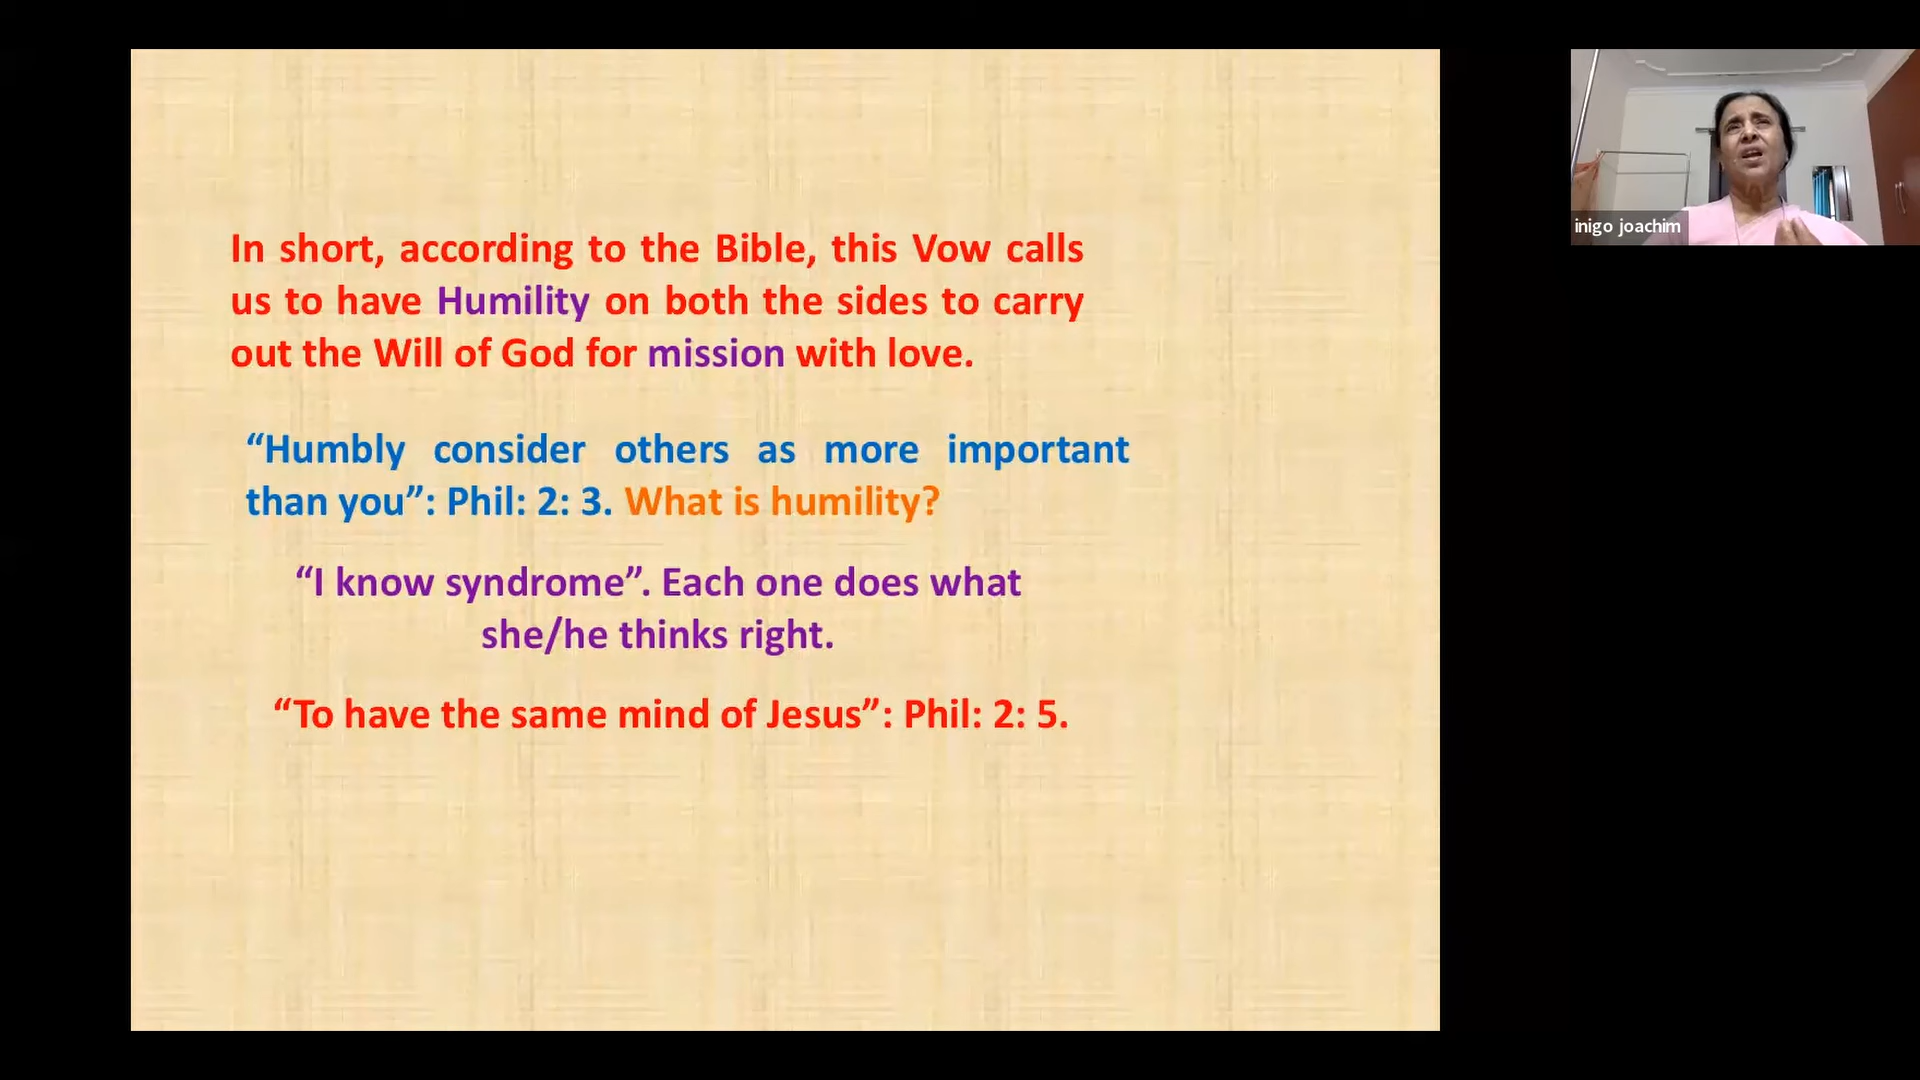 In short, according to the Bible, this Vow calls
us to have Humility on both the sides to carry
out the Will of God for mission with love.
“Humbly consider others as more important
than you”: Phil: 2: 3. What is humility?
“I know syndrome”. Each one does what
she/he thinks right.
“To have the same mind of Jesus”: Phil: 2: 5.
inigo joachim